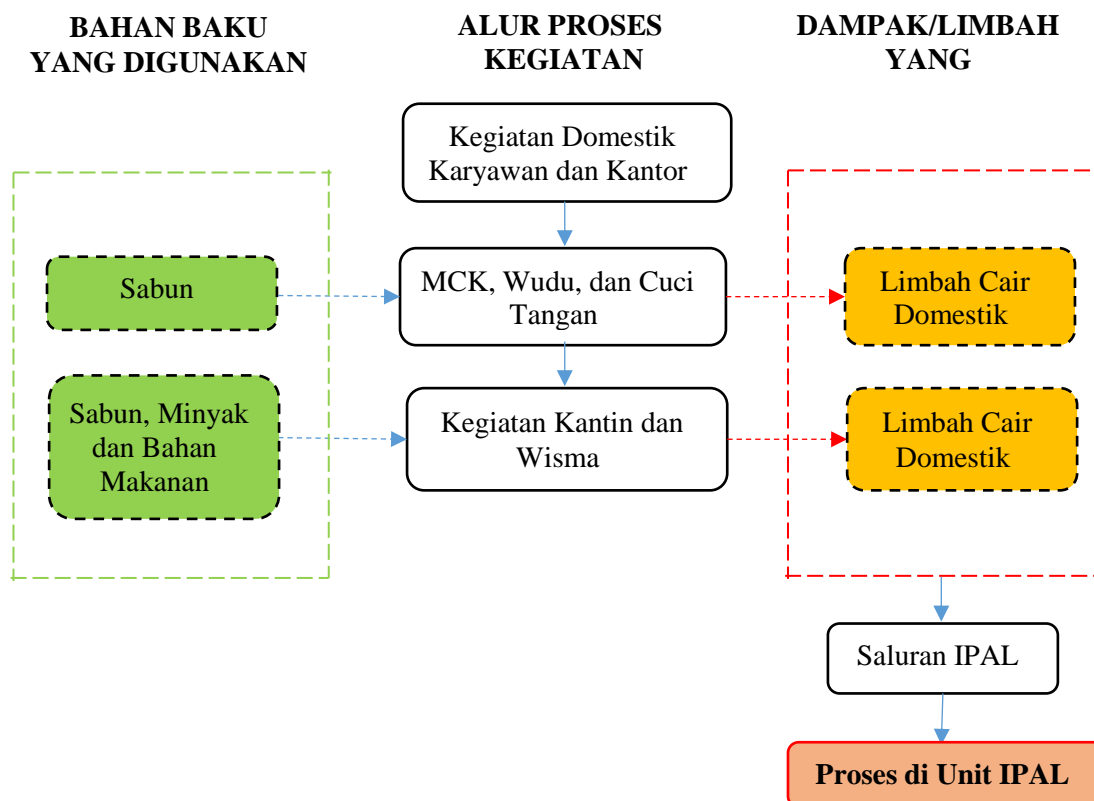 BAHAN BAKU
YANG DIGUNAKAN
ALUR PROSES
KEGIATAN
DAMPAK/LIMBAH
YANG
Kegiatan Domestik
Karyawan dan Kantor
Sabun
MCK, Wudu, dan Cuci
Tangan
Limbah Cair
Domestik
Sabun, Minyak
dan Bahan
Makanan
Kegiatan Kantin dan
Wisma
Limbah Cair
Domestik
Saluran IPAL
Proses di Unit IPAL